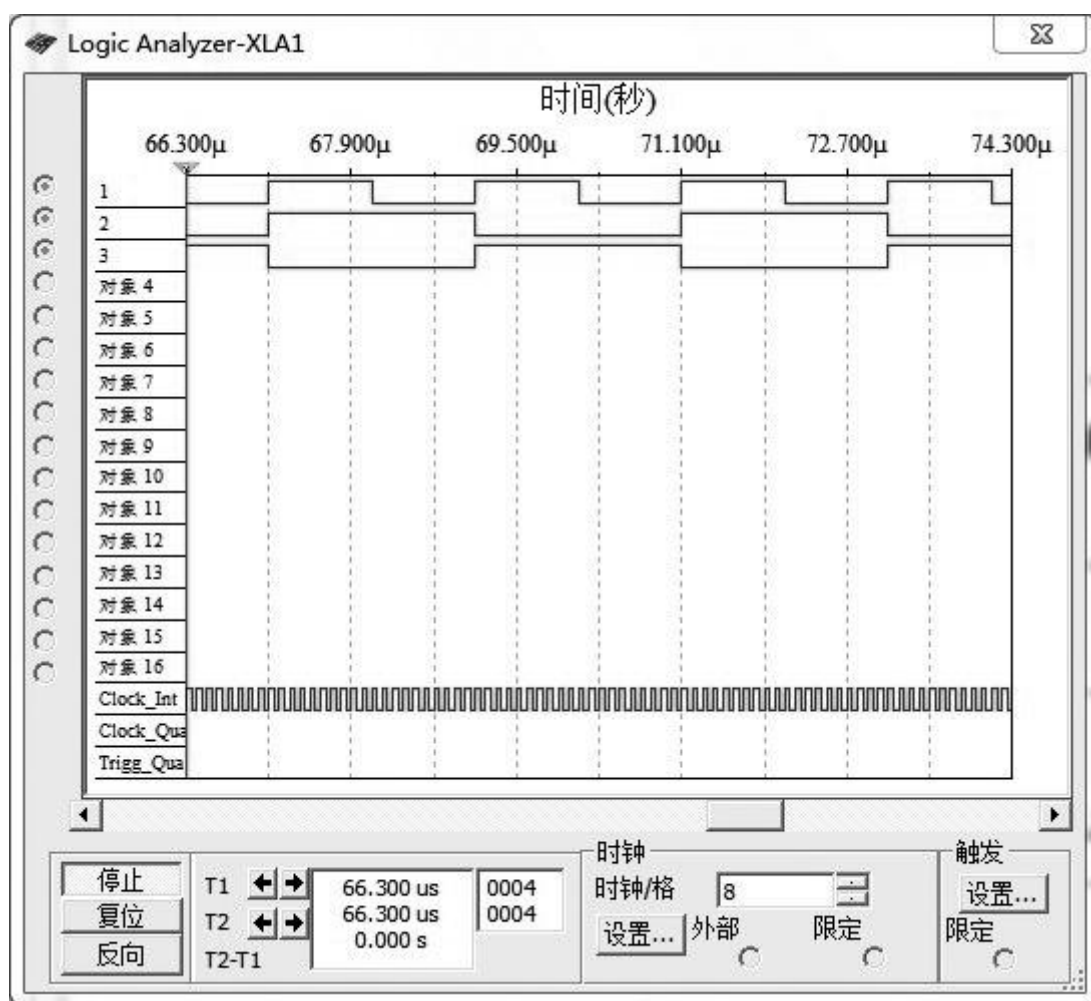 Logic Analyzer-XLA1
时间(秒)
66.300μ 67.900μ 69.500μ 71.100μ 72.700μ 74.300μ
1
2
3
对象 4
对象 5
对象 6
对象 7
对象 8
对象 9
对象 10
对象 11
对象 12
对象 13
对象 14
对象 15
对象 16
Clock_Int
Clock_Qua
Trigg_Qua
停止
复位
反向
T1 66.300 us 0004
T2 66.300 us 0004
T2-T1 0.000 s
时钟
时钟/格 8
设置... 外部 限定
触发
设置...
限定